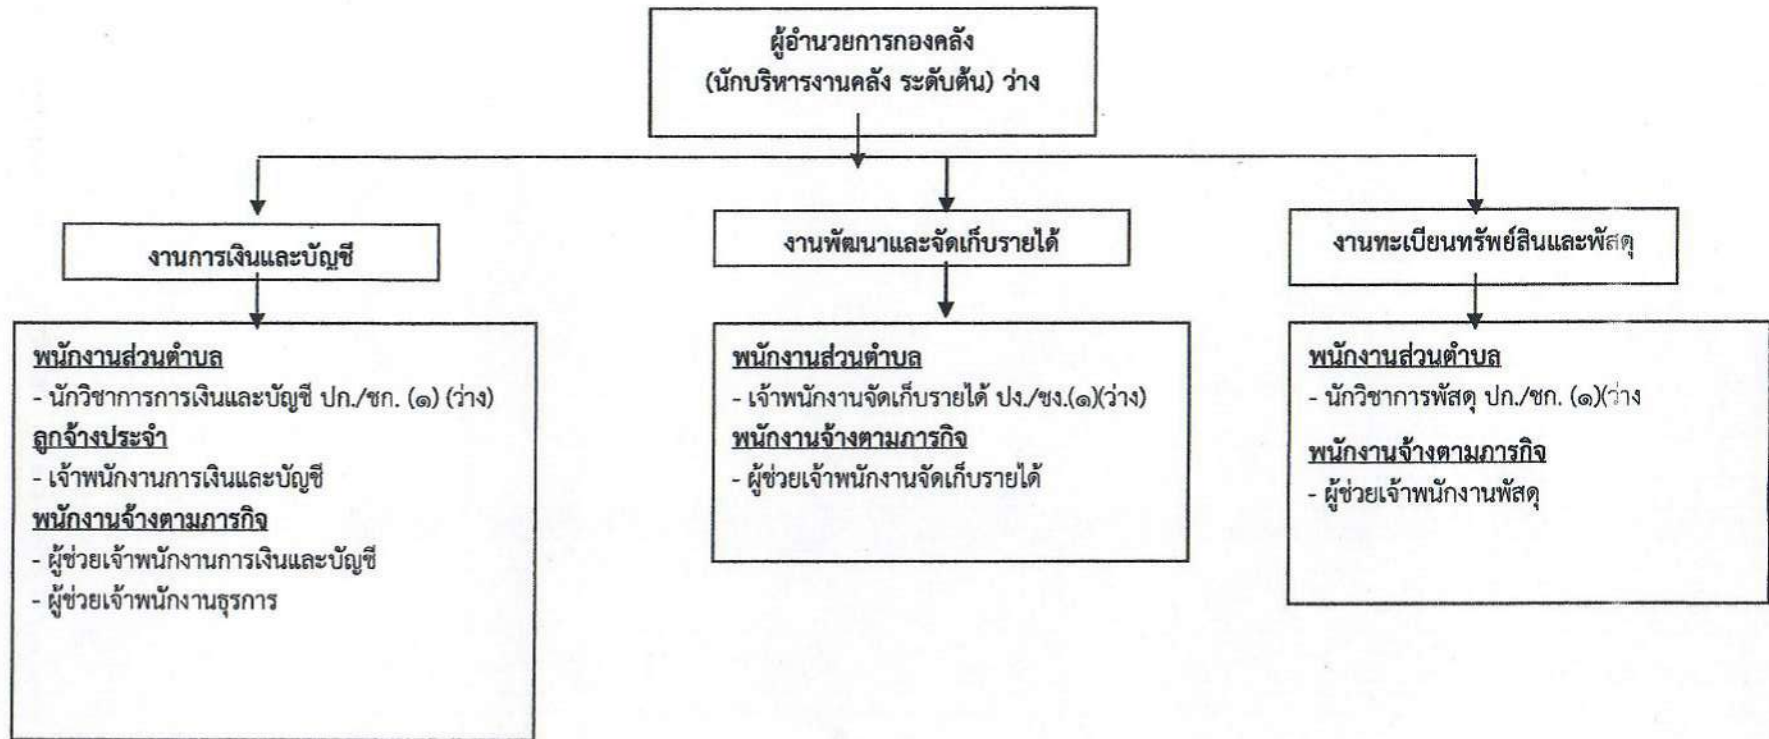 ผู้อำนวยการกองคลัง
(นักบริหารงานคลัง ระดับต้น) ว่าง
งานการเงินและบัญชี
พนักงานส่วนตำบล
- นักวิชาการการเงินและบัญชี ปก./ชก. (๑) (ว่าง)
ลูกจ้างประจำ
- เจ้าพนักงานการเงินและบัญชี
พนักงานจ้างตามภารกิจ
- ผู้ช่วยเจ้าพนักงานการเงินและบัญชี
- ผู้ช่วยเจ้าพนักงานธุรการ
งานพัฒนาและจัดเก็บรายได้
พนักงานส่วนตำบล
- เจ้าพนักงานจัดเก็บรายได้ ปง./ชง.(๑)(ว่าง)
พนักงานจ้างตามภารกิจ
- ผู้ช่วยเจ้าพนักงานจัดเก็บรายได้
งานทะเบียนทรัพย์สินและพัสดุ
พนักงานส่วนตำบล
- นักวิชาการพัสดุ ปก./ชก. (๑)(ว่าง
พนักงานจ้างตามภารกิจ
- ผู้ช่วยเจ้าพนักงานพัสดุ